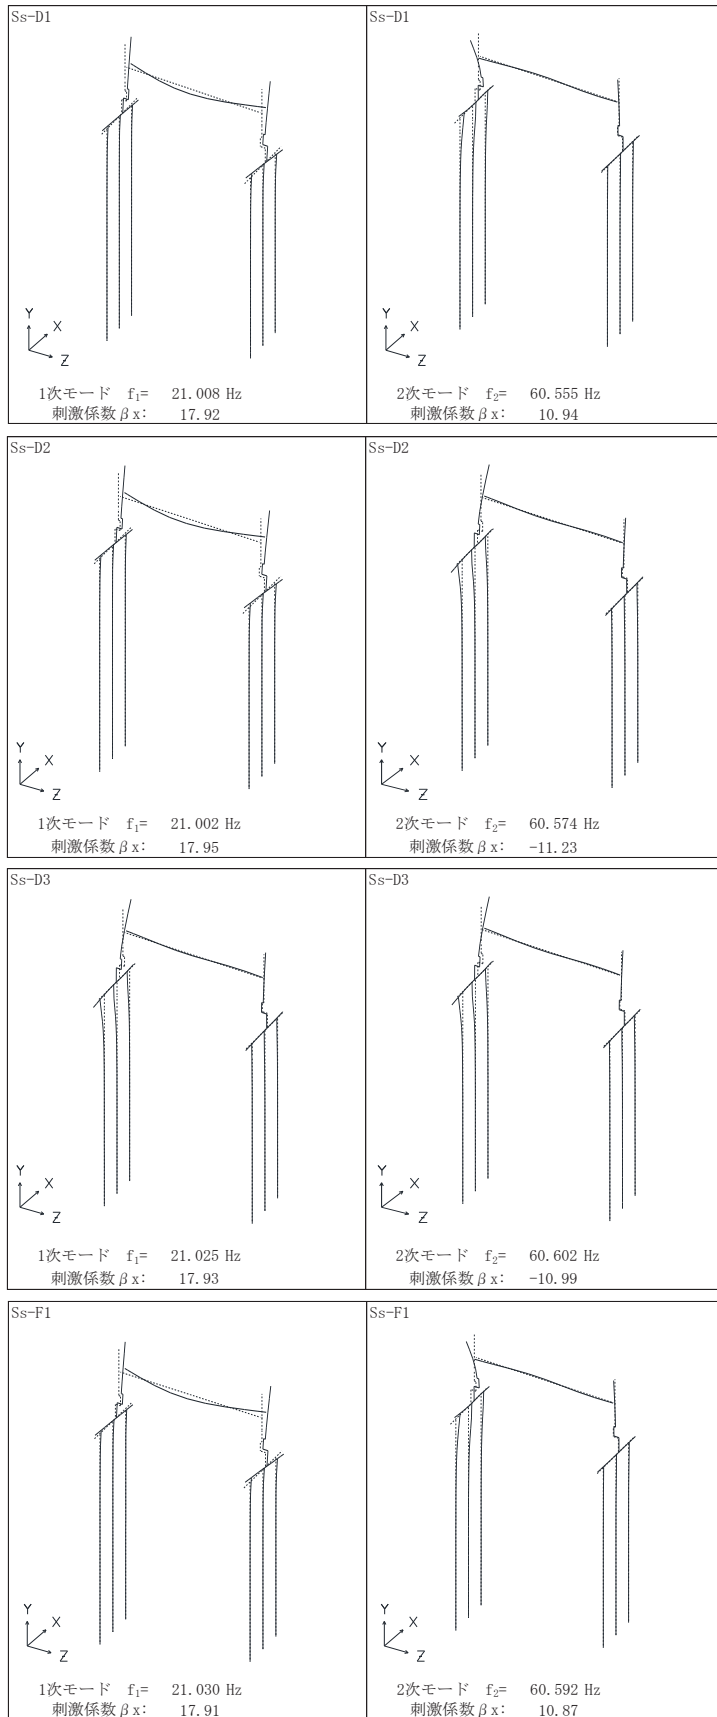 Ss-D1
Ss-D1
Y
X
Z
Y
X
Z
1次モード f₁= 21.008 Hz
刺激係数βx: 17.92
2次モード f₂= 60.555 Hz
刺激係数βx: 10.94
Ss-D2
Ss-D2
Y
X
Z
Y
X
Z
1次モード f₁= 21.002 Hz
刺激係数βx: 17.95
2次モード f₂= 60.574 Hz
刺激係数βx: -11.23
Ss-D3
Ss-D3
Y
X
Z
Y
X
Z
1次モード f₁= 21.025 Hz
刺激係数βx: 17.93
2次モード f₂= 60.602 Hz
刺激係数βx: -10.99
Ss-F1
Ss-F1
Y
X
Z
Y
X
Z
1次モード f₁= 21.030 Hz
刺激係数βx: 17.91
2次モード f₂= 60.592 Hz
刺激係数βx: 10.87